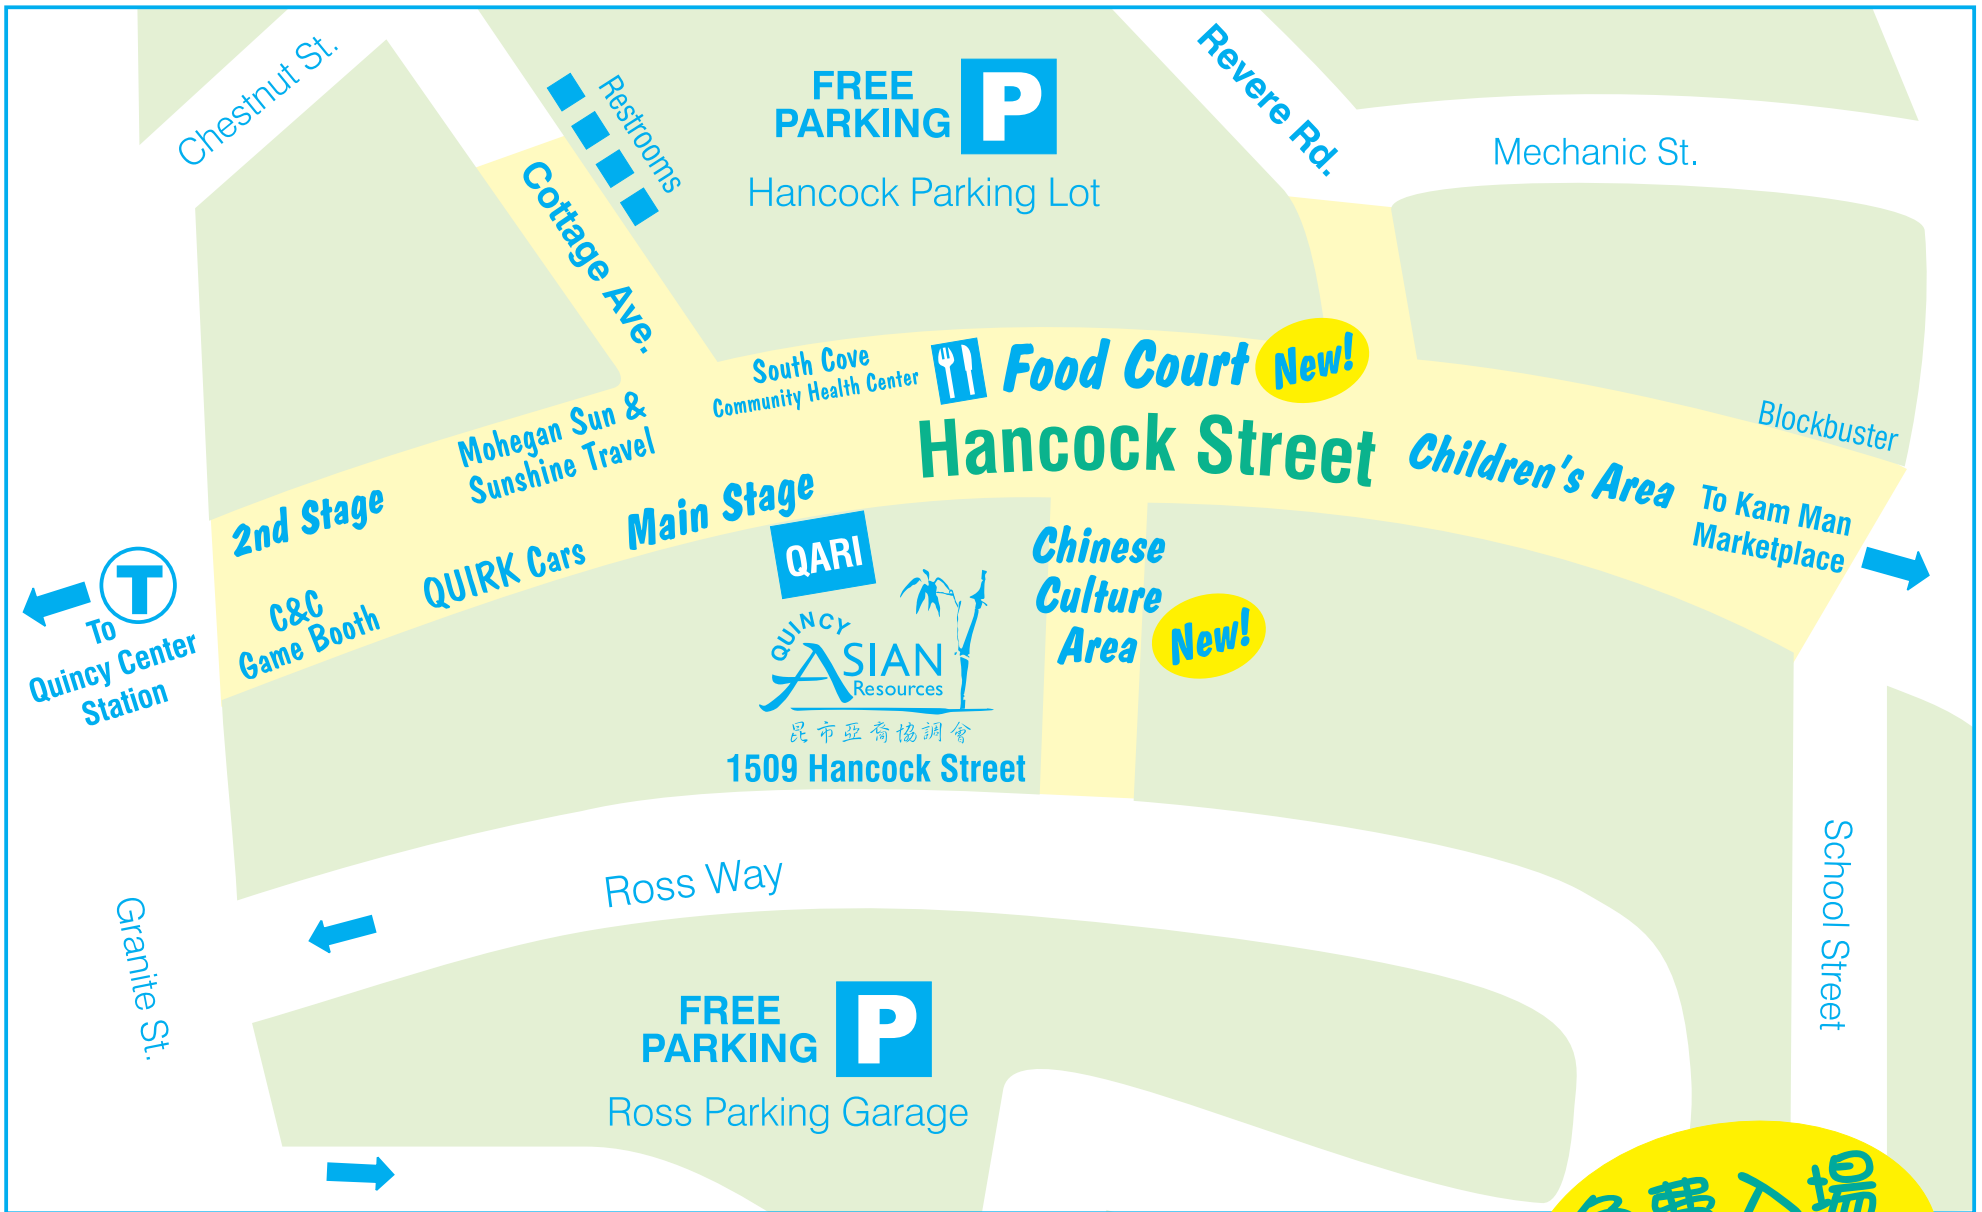 Chestnut St.
Restrooms
FREE
PARKING
P
Hancock Parking Lot
Revere Rd.
Mechanic St.
Cottage Ave.
South Cove
Community Health Center
Food Court
New!
Hancock Street
Blockbuster
Children's Area
To Kam Man
Marketplace
Mohegan Sun &
Sunshine Travel
2nd Stage
Main Stage
QUIRK Cars
C&C
Game Booth
T
To
Quincy Center
Station
QARI
QUINCY
ASIAN
Resources
昆市亞裔協調會
1509 Hancock Street
Chinese
Culture
Area
New!
Ross Way
Granite St.
School Street
FREE
PARKING
P
Ross Parking Garage
免費入場